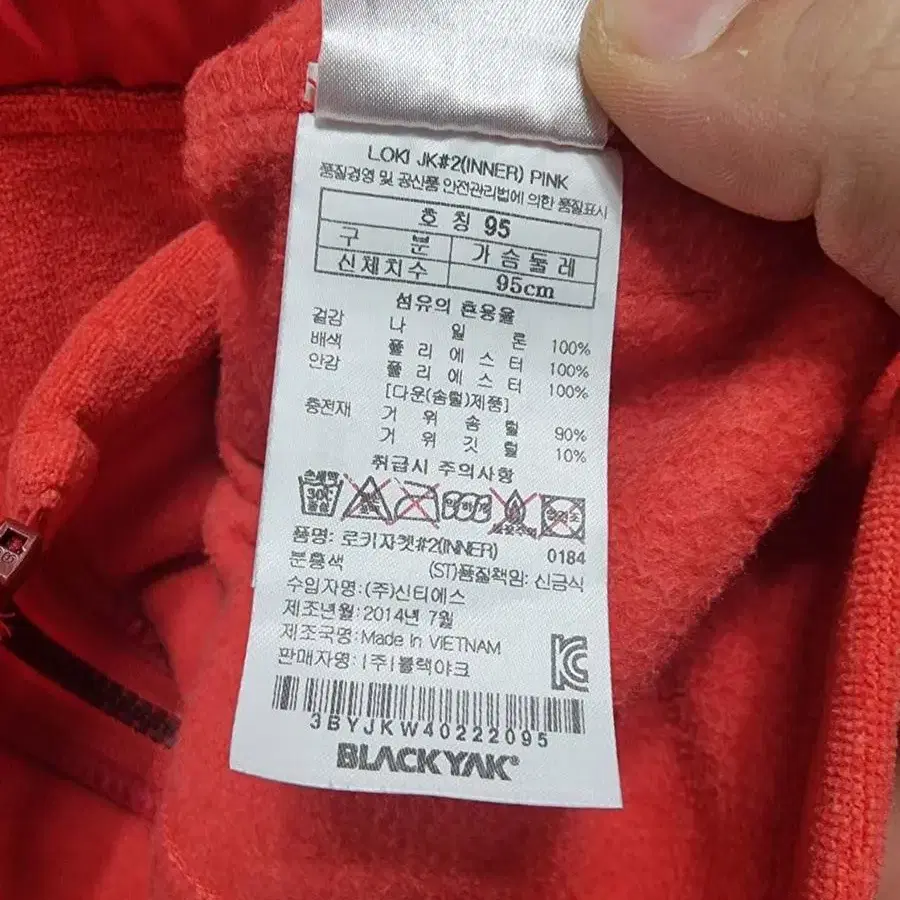 LOKI JK#2(INNER) PINK
품질경영 및 공산품 안전관리법에 의한 품질표시
호 칭 95
구 분 가슴둘레
신체치수 95cm
섬유의 혼용율
겉감 나 일 론 100%
배색 폴 리 에 스 터 100%
안감 폴 리 에 스 터 100%
[다운(솜털)제품]
충전재 거 위 솜 털 90%
거 위 깃 털 10%
취급시 주의사항
손세탁
30℃
중성
품명: 로키자켓#2(INNER) 0184
분홍색 (ST)품질책임: 신금식
수입자명:(주)신티에스
제조년월:2014년 7월
제조국명:Made in VIETNAM
판매자명:(주)블랙야크
3BYJKW40222095
BLACKYAK